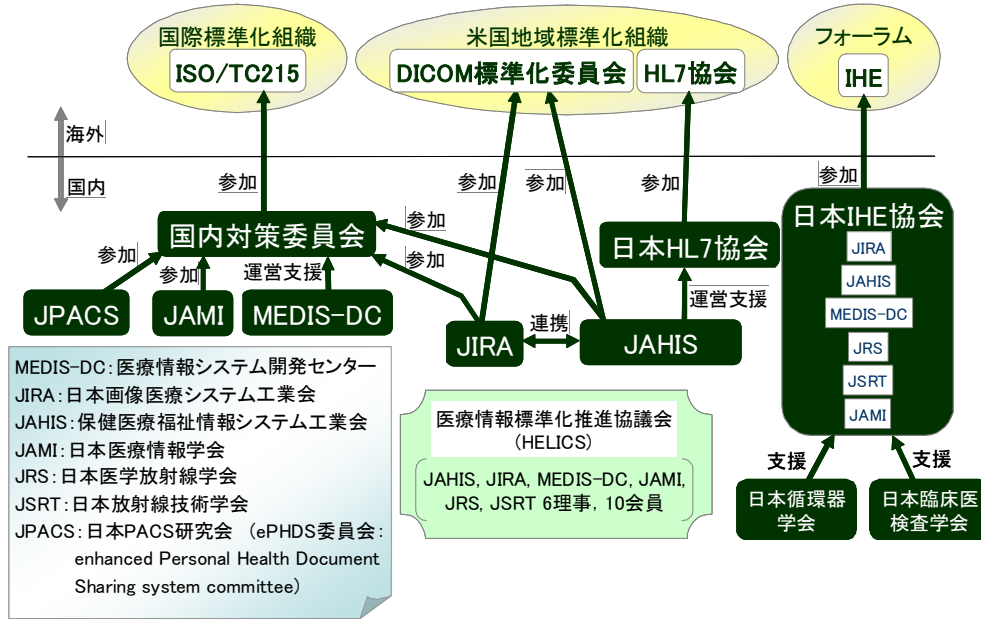 国際標準化組織
ISO/TC215
米国地域標準化組織
DICOM標準化委員会
HL7協会
フォーラム
IHE
海外
国内
参加
参加
参加
参加
参加
国内対策委員会
参加
参加
参加
参加
運営支援
日本HL7協会
運営支援
JPACS
JAMI
MEDIS-DC
JIRA
連携
JAHIS
日本IHE協会
JIRA
JAHIS
MEDIS-DC
JRS
JSRT
JAMI
支援
支援
日本循環器
学会
日本臨床医
検査学会
MEDIS-DC:医療情報システム開発センター
JIRA:日本画像医療システム工業会
JAHIS:保健医療福祉情報システム工業会
JAMI:日本医療情報学会
JRS:日本医学放射線学会
JSRT:日本放射線技術学会
JPACS:日本PACS研究会 (ePHDS委員会:
enhanced Personal Health Document
Sharing system committee)
医療情報標準化推進協議会
(HELICS)
JAHIS, JIRA, MEDIS-DC, JAMI,
JRS, JSRT 6理事, 10会員